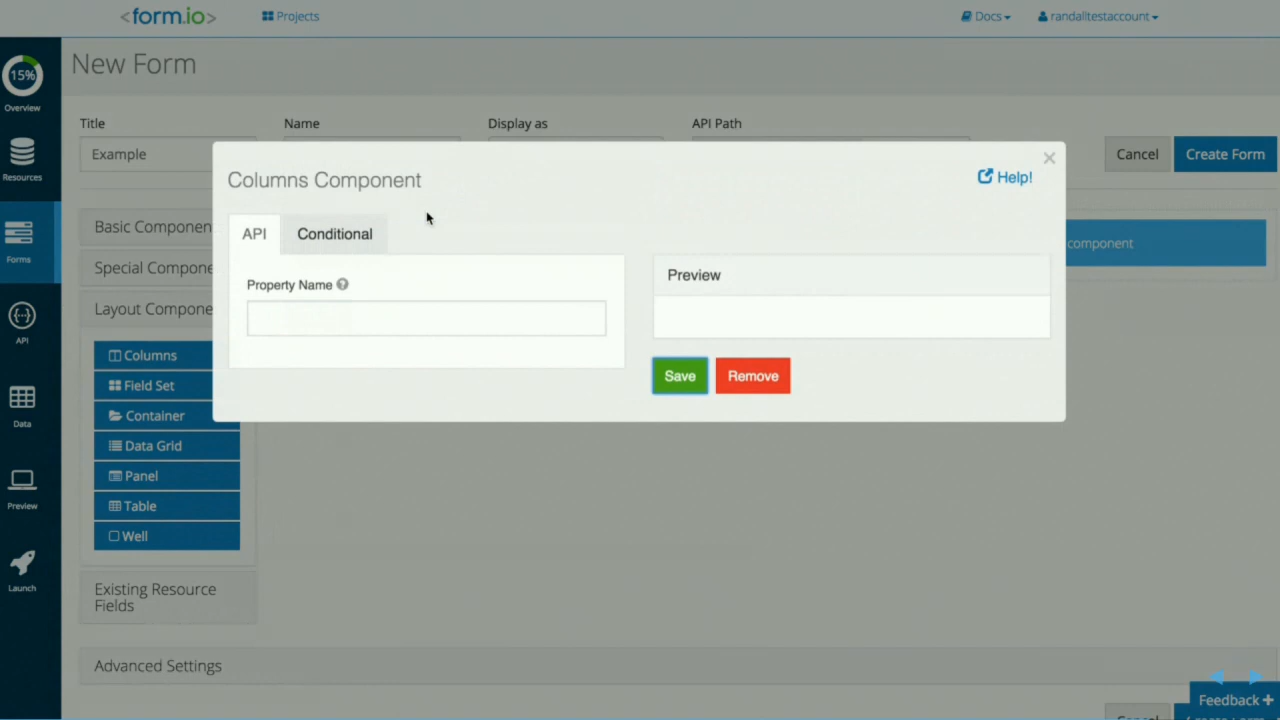 <form.io>
Projects
Docs
randalltestaccount
15%
Overview
Resources
Forms
API
Data
Preview
Launch
New Form
Title
Name
Display as
API Path
Example
Cancel
Create Form
Columns Component
Help!
API
Conditional
Property Name
Preview
Save
Remove
component
Basic Componen
Special Compone
Layout Compone
Columns
Field Set
Container
Data Grid
Panel
Table
Well
Existing Resource
Fields
Advanced Settings
Feedback +